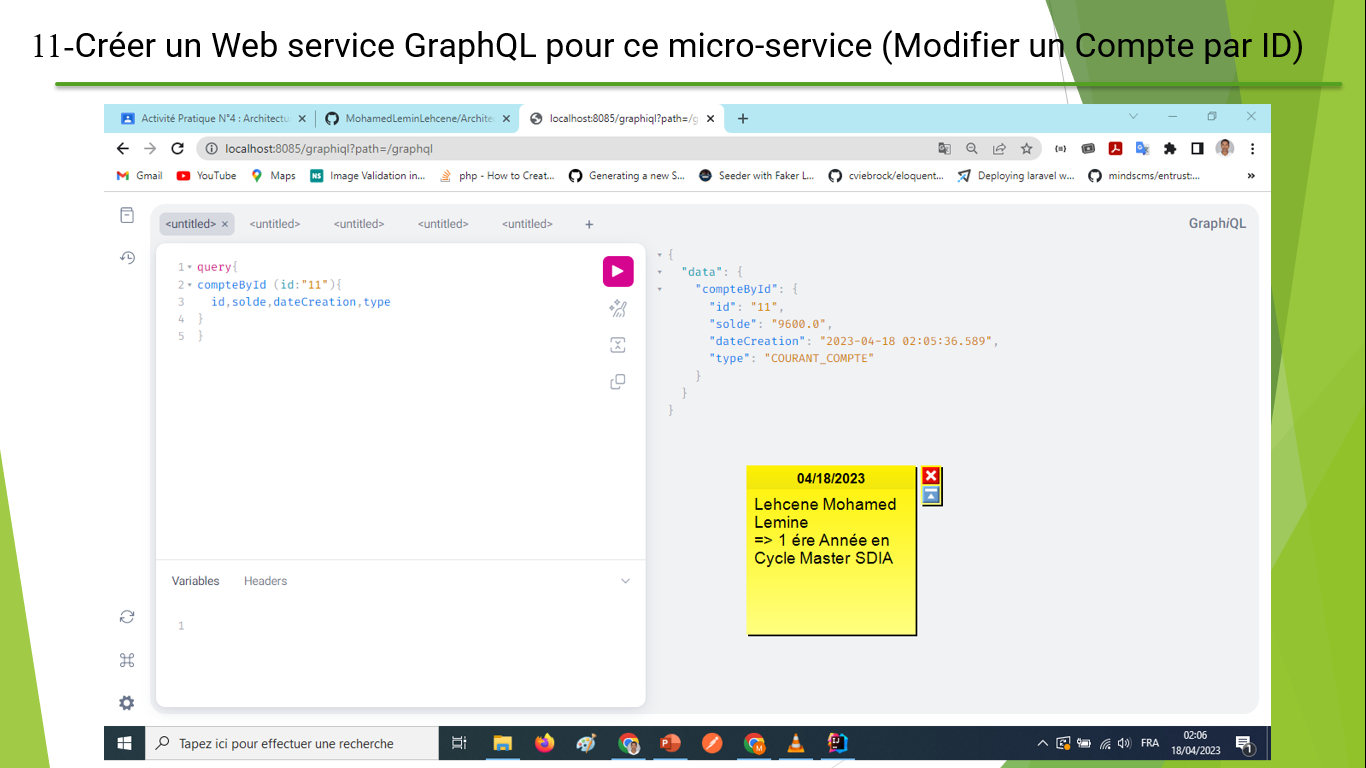 11-Créer un Web service GraphQL pour ce micro-service (Modifier un Compte par ID)
Activité Pratique N°4 : Architectu
MohamedLeminLehcene/Archite
localhost:8085/graphiql?path=/g
localhost:8085/graphiql?path=/graphql
Gmail
YouTube
Maps
Image Validation in...
php - How to Creat...
Generating a new S...
Seeder with Faker L...
cviebrock/eloquent...
Deploying laravel w...
mindscms/entrust:...
»
<untitled>
<untitled>
<untitled>
<untitled>
<untitled>
+
GraphiQL
1 query{
2 compteById (id:"11"){
3 id,solde,dateCreation,type
4 }
5 }
{
"data": {
"compteById": {
"id": "11",
"solde": "9600.0",
"dateCreation": "2023-04-18 02:05:36.589",
"type": "COURANT_COMPTE"
}
}
}
04/18/2023
Lehcene Mohamed
Lemine
=> 1 ére Année en
Cycle Master SDIA
Variables
Headers
1
Tapez ici pour effectuer une recherche
FRA
02:06
18/04/2023
1